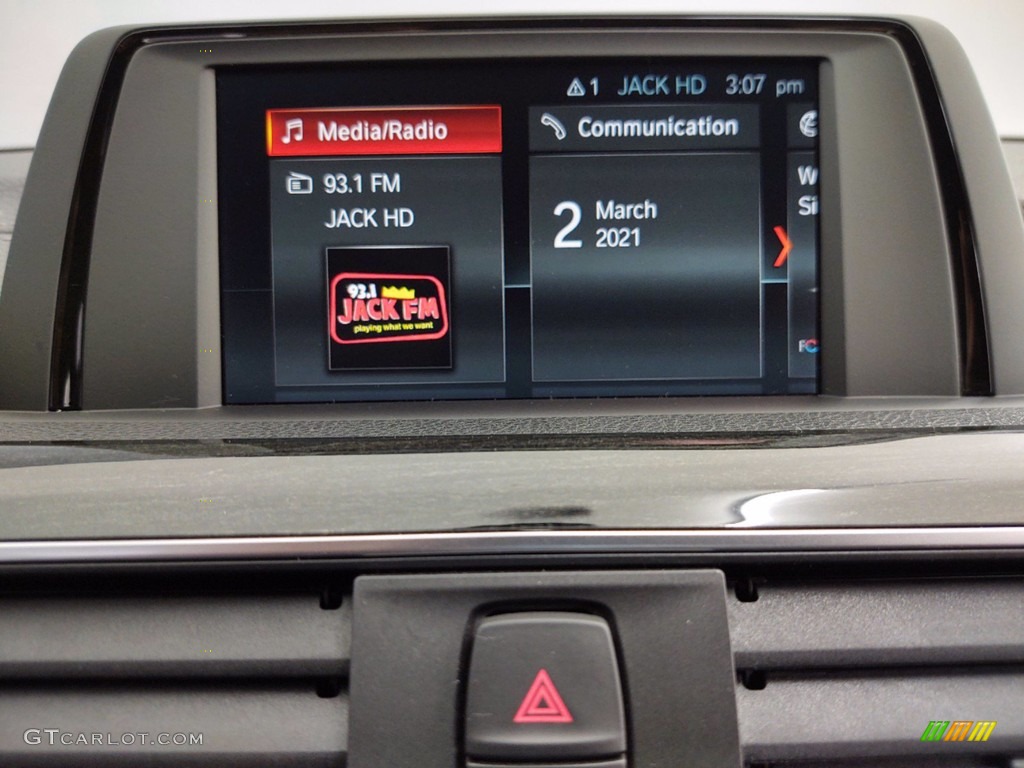 1 JACK HD 3:07 pm
Media/Radio
Communication
93.1 FM
JACK HD
2 March
2021
93.1
JACK FM
playing what we want
GTCARLOT.COM